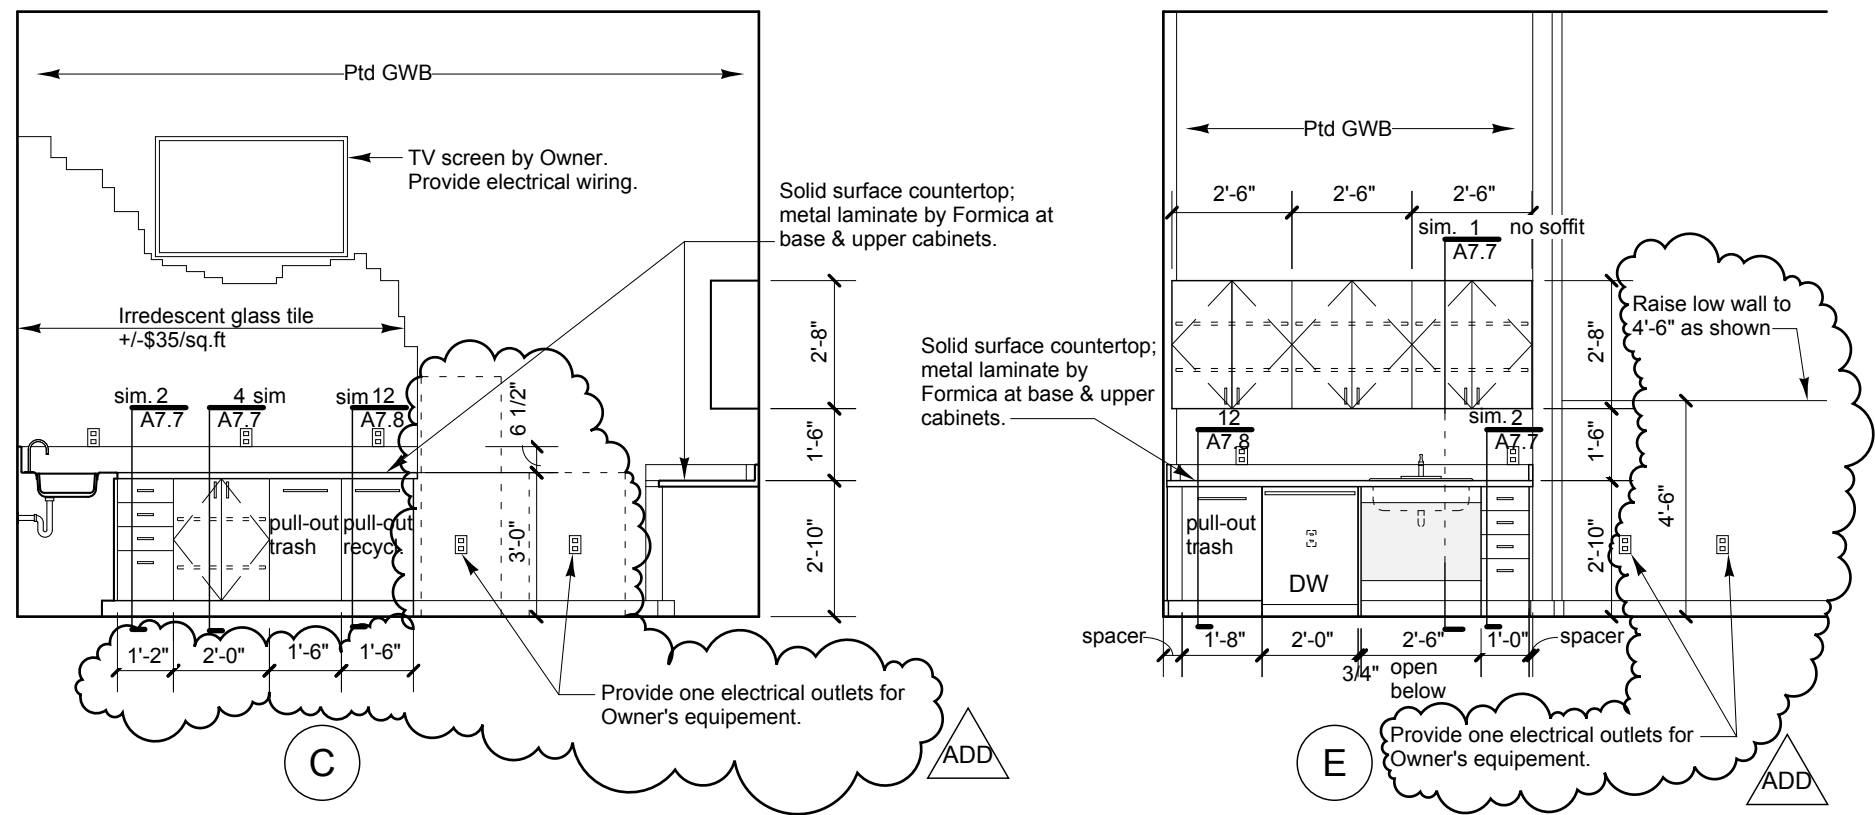 Ptd GWB
TV screen by Owner.
Provide electrical wiring.
Solid surface countertop;
metal laminate by Formica at
base & upper cabinets.
Irredescent glass tile
+/-$35/sq.ft
sim. 2
A7.7
4 sim
A7.7
sim 12
A7.8
6 1/2"
3'-0"
2'-8"
1'-6"
2'-10"
pull-out
trash
pull-out
recycl.
1'-2"
2'-0"
1'-6"
1'-6"
Provide one electrical outlets for
Owner's equipement.
C
ADD
Ptd GWB
2'-6"
2'-6"
2'-6"
sim. 1
A7.7
no soffit
Raise low wall to
4'-6" as shown
Solid surface countertop;
metal laminate by
Formica at base & upper
cabinets.
12
A7.8
sim. 2
A7.7
2'-8"
1'-6"
2'-10"
4'-6"
pull-out
trash
DW
spacer
1'-8"
2'-0"
3/4"
2'-6"
open
below
1'-0"
spacer
Provide one electrical outlets for
Owner's equipement.
E
ADD